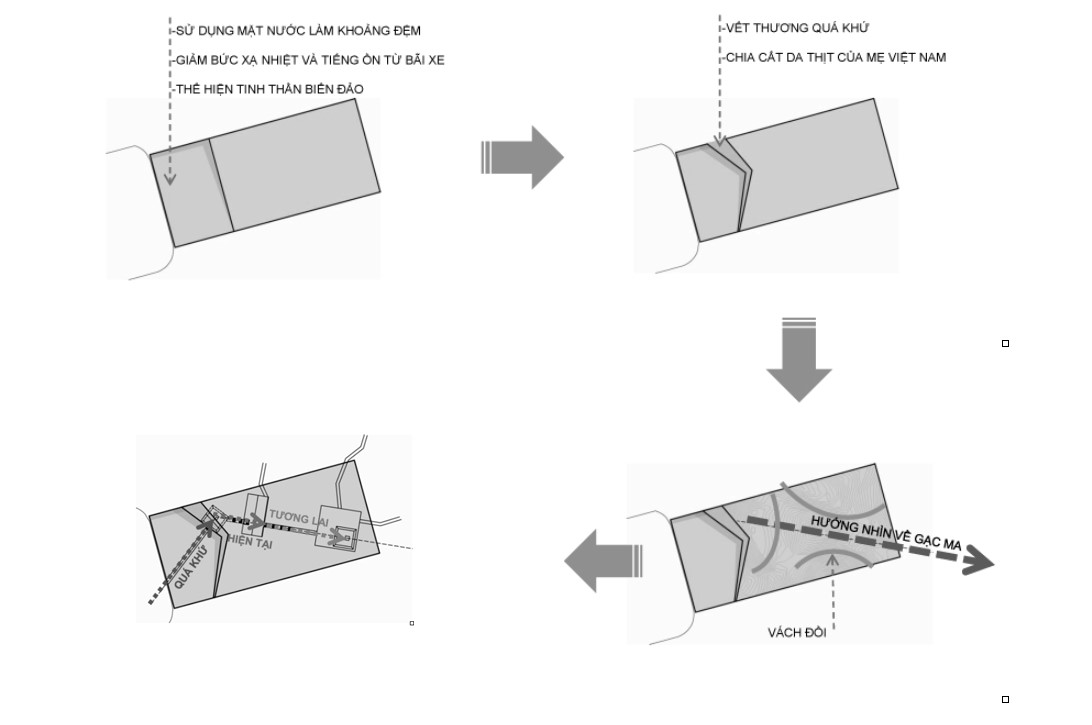 -SỬ DỤNG MẶT NƯỚC LÀM KHOẢNG ĐỆM
-GIẢM BỨC XẠ NHIỆT VÀ TIẾNG ỒN TỪ BÃI XE
-THỂ HIỆN TINH THẦN BIỂN ĐẢO
-VẾT THƯƠNG QUÁ KHỨ
-CHIA CẮT DA THỊT CỦA MẸ VIỆT NAM
TƯƠNG LAI
HIỆN TẠI
QUÁ KHỨ
HƯỚNG NHÌN VỀ GẠC MA
VÁCH ĐỒI